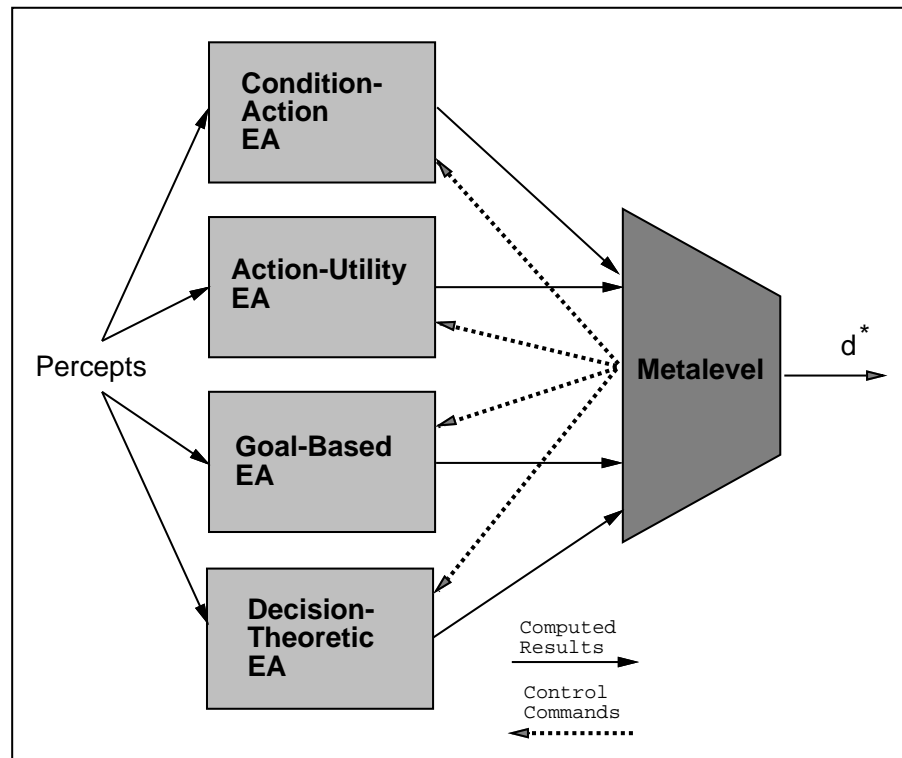 Condition-
Action
EA
Action-Utility
EA
Percepts
Goal-Based
EA
Decision-
Theoretic
EA
Metalevel
d*
Computed
Results
Control
Commands